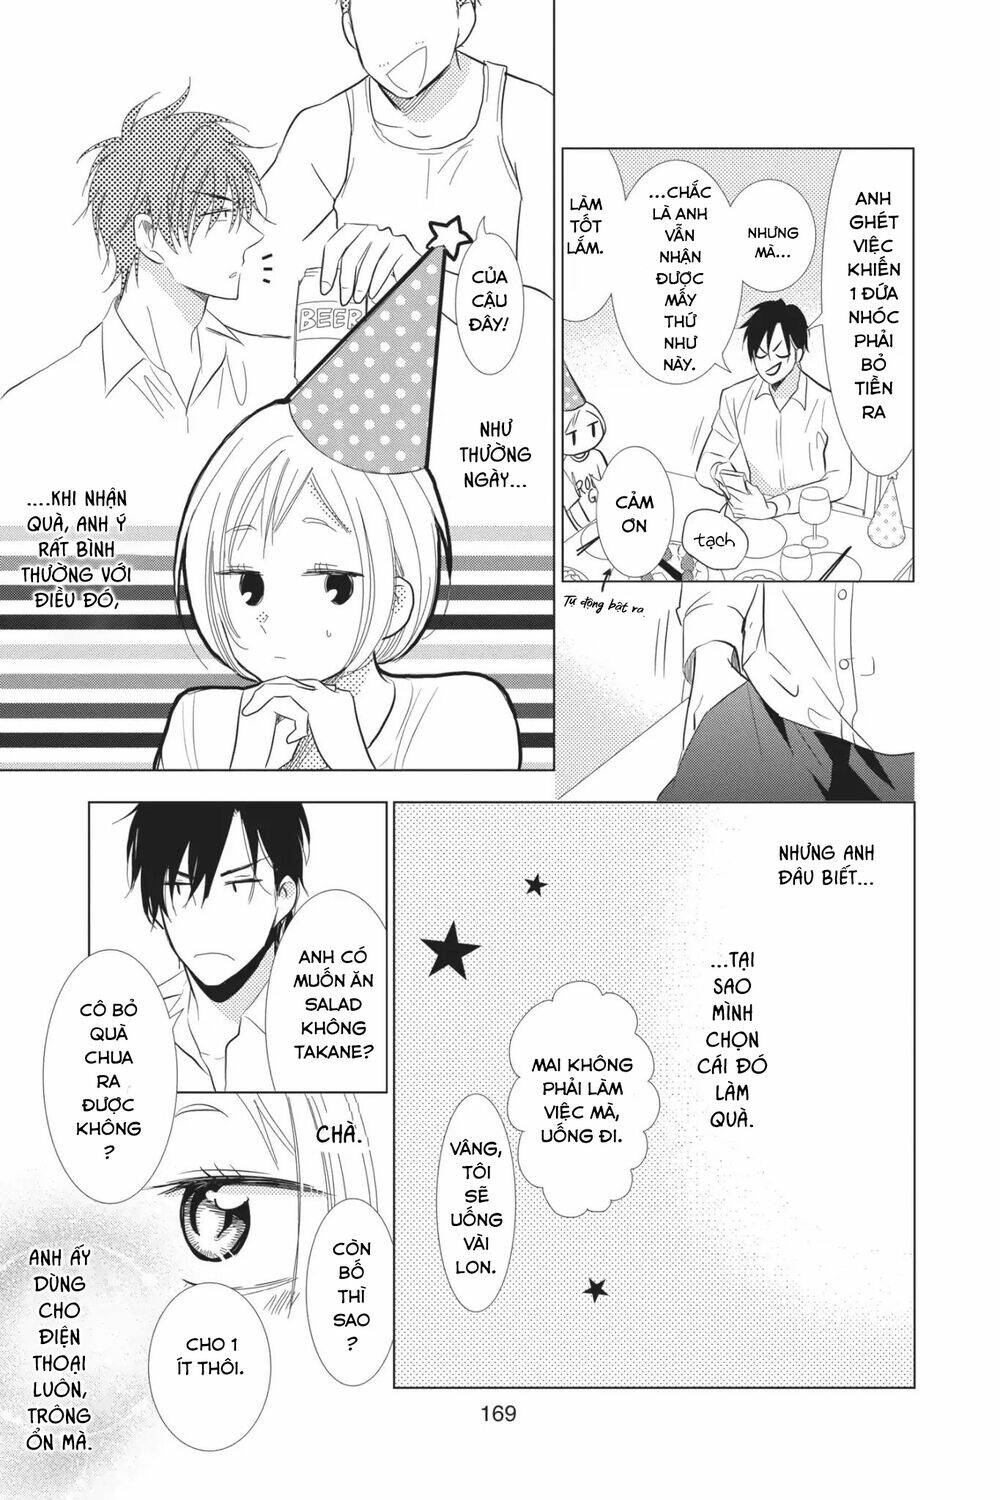 ANH
GHÉT
VIỆC
KHIẾN
1 ĐỨA
NHÓC
PHẢI
BỎ
TIỀN
RA
NHƯNG
MÀ...
...CHẮC
LÀ ANH
VẪN
NHẬN
ĐƯỢC
MẤY
THỨ
NHƯ
NÀY.
LÀM
TỐT
LẮM.
CẢM
ƠN
tạch
Tự động bật ra
CỦA
CẬU
ĐÂY!
BEER
NHƯ
THƯỜNG
NGÀY...
....KHI NHẬN
QUÀ, ANH Ý
RẤT BÌNH
THƯỜNG VỚI
ĐIỀU ĐÓ,
NHƯNG ANH
ĐÂU BIẾT...
...TẠI
SAO
MÌNH
CHỌN
CÁI ĐÓ
LÀM
QUÀ.
MAI KHÔNG
PHẢI LÀM
VIỆC MÀ,
UỐNG ĐI.
VÂNG,
TÔI
SẼ
UỐNG
VÀI
LON.
ANH CÓ
MUỐN ĂN
SALAD
KHÔNG
TAKANE?
CÔ BỎ
QUẢ
CHUA
RA
ĐƯỢC
KHÔNG
?
CHÀ.
CÒN
BỐ
THÌ
SAO
?
CHO 1
ÍT THÔI.
ANH ẤY
DÙNG
CHO
ĐIỆN
THOẠI
LUÔN,
TRÔNG
ỔN MÀ.
169